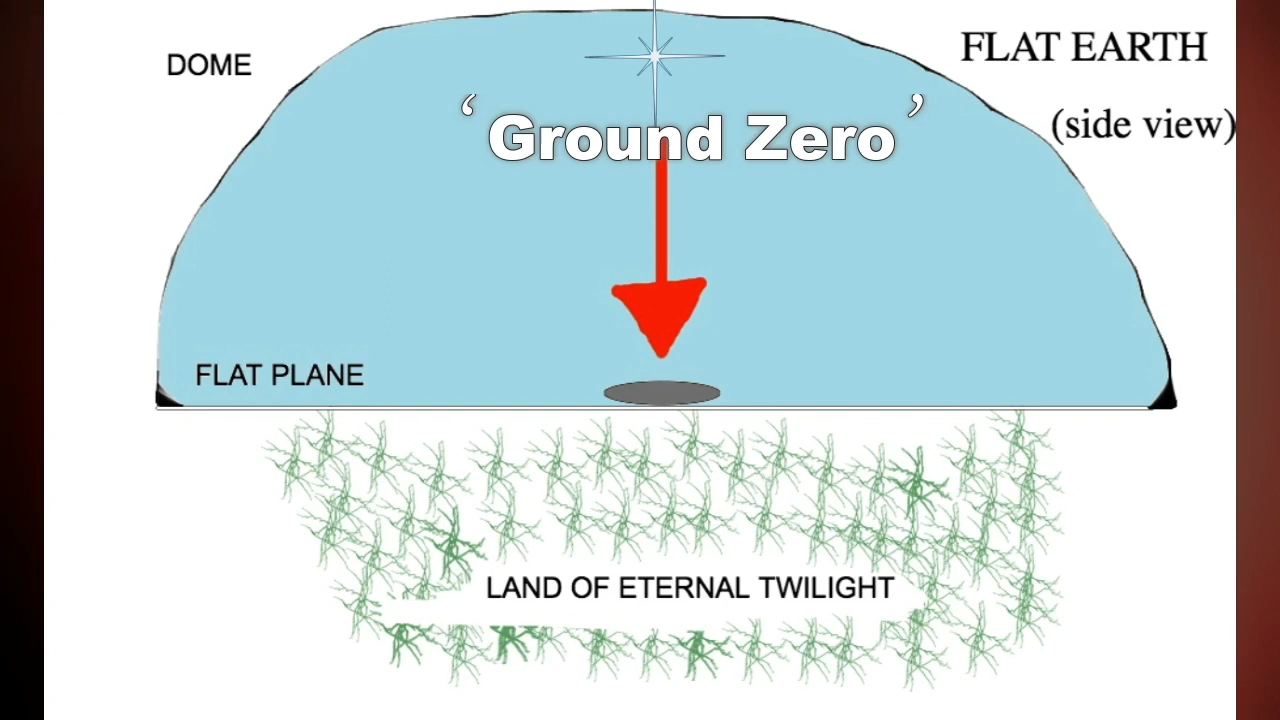 DOME
FLAT EARTH
(side view)
‘Ground Zero’
FLAT PLANE
LAND OF ETERNAL TWILIGHT